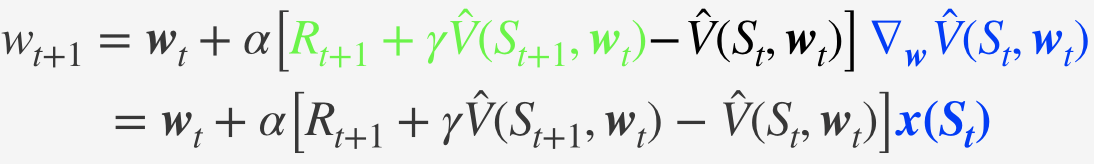 w_{t+1} = w_t + α[R_{t+1} + γV̂(S_{t+1}, w_t)−V̂(S_t, w_t)] ∇_w V̂(S_t, w_t)
= w_t + α[R_{t+1} + γV̂(S_{t+1}, w_t) − V̂(S_t, w_t)]x(S_t)